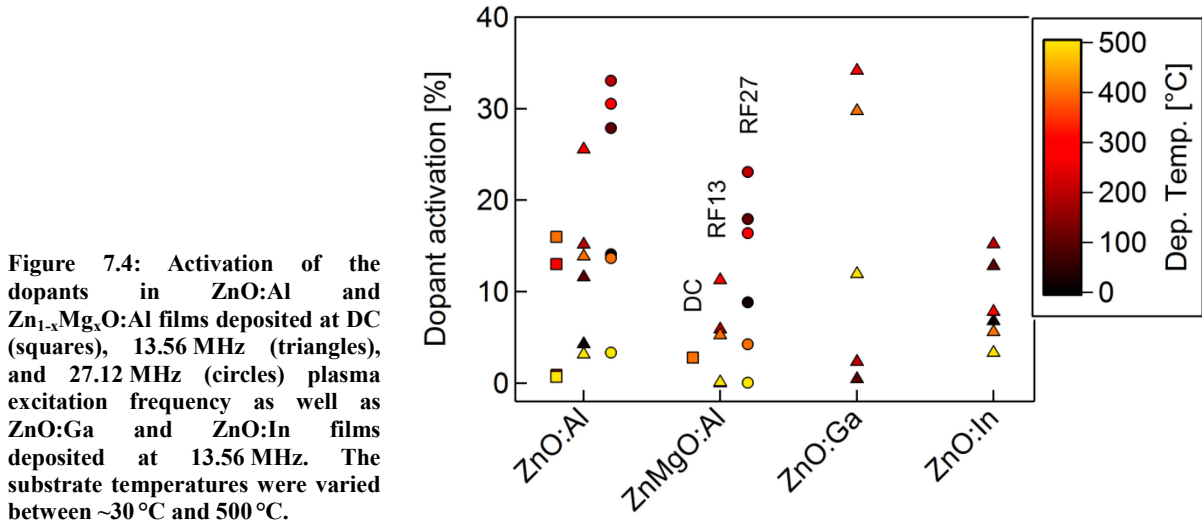 Figure 7.4: Activation of the
dopants in ZnO:Al and
Zn1-xMgxO:Al films deposited at DC
(squares), 13.56 MHz (triangles),
and 27.12 MHz (circles) plasma
excitation frequency as well as
ZnO:Ga and ZnO:In films
deposited at 13.56 MHz. The
substrate temperatures were varied
between ~30 °C and 500 °C.
Dopant activation [%]
40
30
20
10
0
DC
RF13
RF27
ZnO:Al
ZnMgO:Al
ZnO:Ga
ZnO:In
500
400
300
200
100
0
Dep. Temp. [°C]